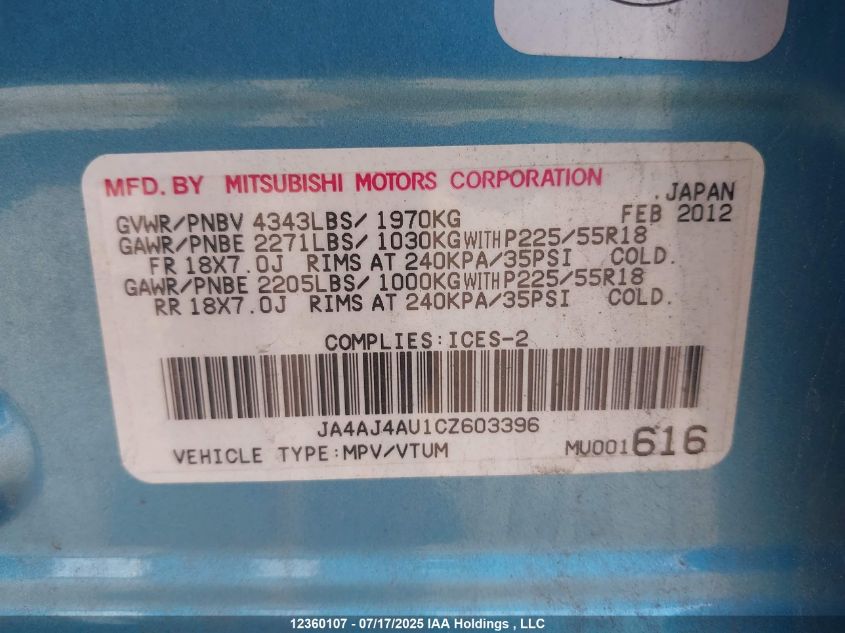 MFD. BY MITSUBISHI MOTORS CORPORATION
JAPAN
GVWR/PNBV 4343LBS/ 1970KG FEB 2012
GAWR/PNBE 2271LBS/ 1030KG WITH P225/55R18
FR 18X7.0J RIMS AT 240KPA/35PSI COLD.
GAWR/PNBE 2205LBS/ 1000KG WITH P225/55R18
RR 18X7.0J RIMS AT 240KPA/35PSI COLD.
COMPLIES:ICES-2
JA4AJ4AU1CZ603396
VEHICLE TYPE:MPV/VTUM MU001616
12360107 - 07/17/2025 IAA Holdings , LLC